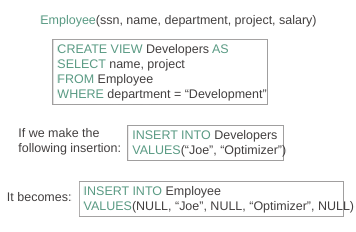 Employee(ssn, name, department, project, salary)
CREATE VIEW Developers AS
SELECT name, project
FROM Employee
WHERE department = “Development”
If we make the
following insertion:
INSERT INTO Developers
VALUES(“Joe”, “Optimizer”)
It becomes:
INSERT INTO Employee
VALUES(NULL, “Joe”, NULL, “Optimizer”, NULL)